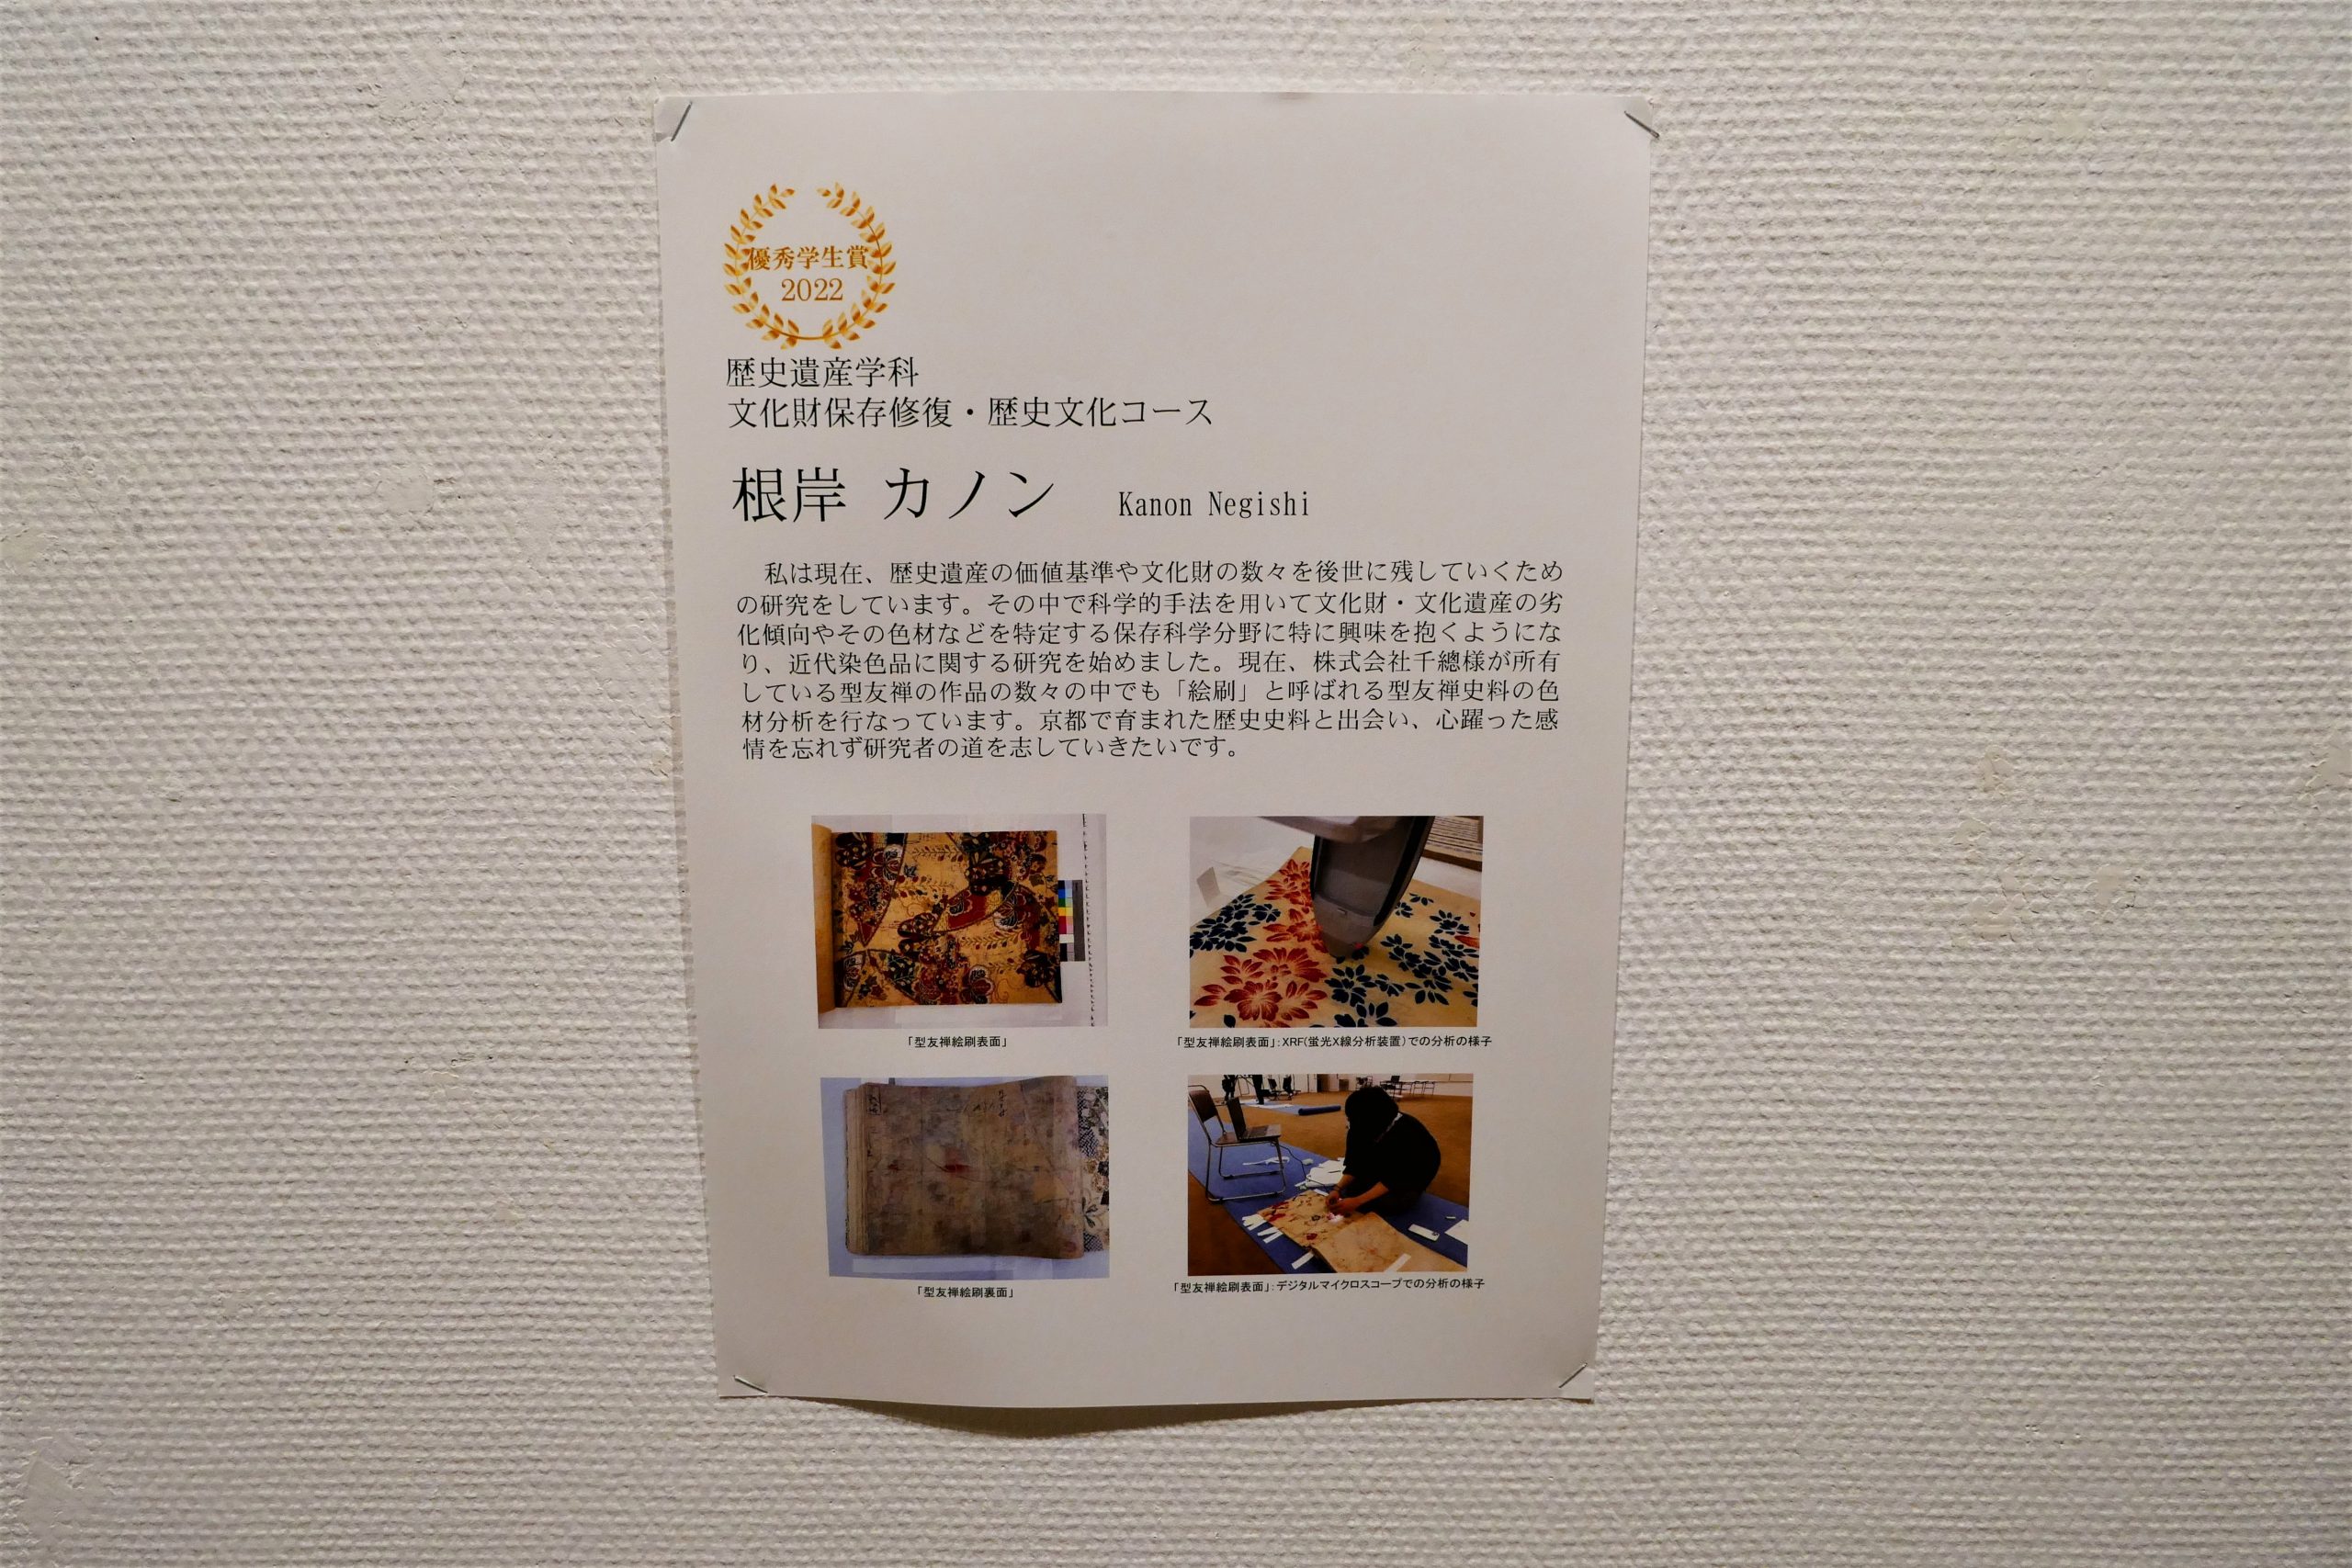 優秀学生賞
2022
歴史遺産学科
文化財保存修復・歴史文化コース
根岸 カノン Kanon Negishi
私は現在、歴史遺産の価値基準や文化財の数々を後世に残していくため
の研究をしています。その中で科学的手法を用いて文化財・文化遺産の劣
化傾向やその色材などを特定する保存科学分野に特に興味を抱くようにな
り、近代染色品に関する研究を始めました。現在、株式会社千總様が所有
している型友禅の作品の数々の中でも「絵刷」と呼ばれる型友禅史料の色
材分析を行なっています。京都で育まれた歴史史料と出会い、心躍った感
情を忘れず研究者の道を志していきたいです。
「型友禅絵刷表面」
「型友禅絵刷表面」：XRF(蛍光X線分析装置)での分析の様子
「型友禅絵刷裏面」
「型友禅絵刷表面」：デジタルマイクロスコープでの分析の様子